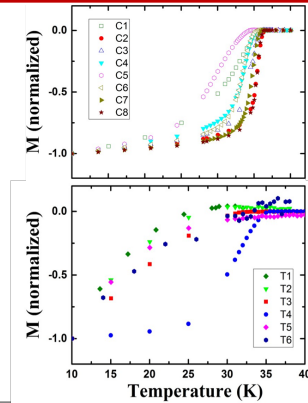 M (normalized)
0.0
-0.5
-1.0
C1
C2
C3
C4
C5
C6
C7
C8
M (normalized)
0.0
-0.5
-1.0
T1
T2
T3
T4
T5
T6
10 15 20 25 30 35 40
Temperature (K)